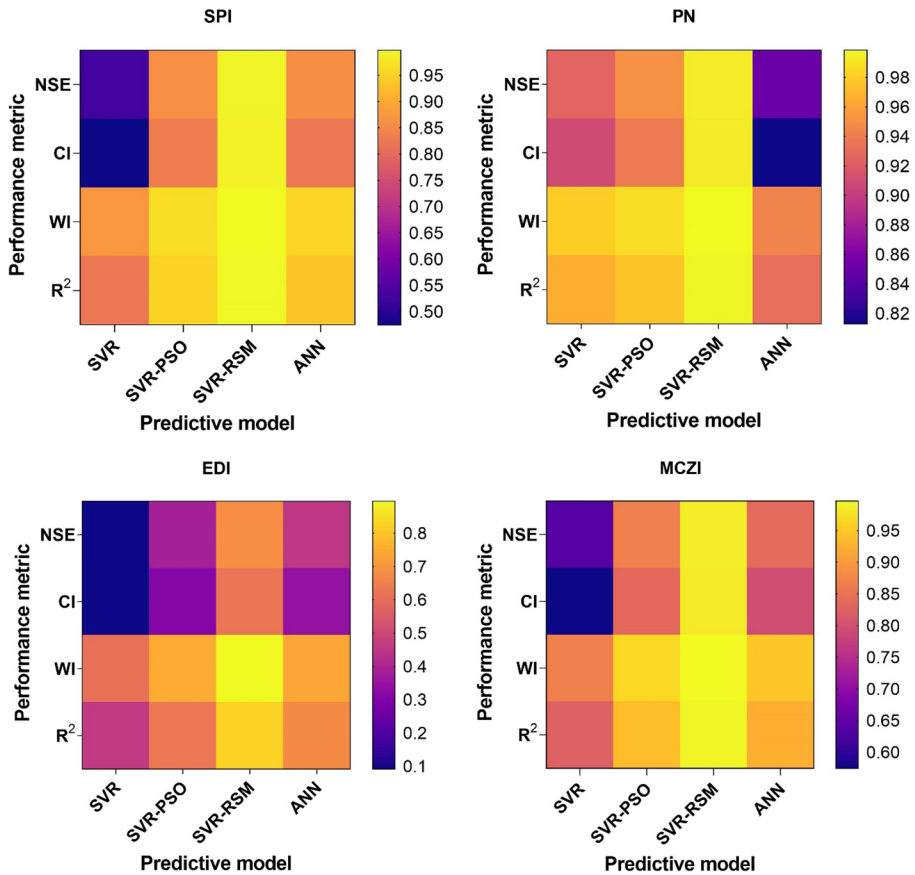 SPI
Performance metric
NSE
CI
WI
R²
0.95
0.90
0.85
0.80
0.75
0.70
0.65
0.60
0.55
0.50
SVR
SVR-PSO
SVR-RSM
ANN
Predictive model
PN
Performance metric
NSE
CI
WI
R²
0.98
0.96
0.94
0.92
0.90
0.88
0.86
0.84
0.82
SVR
SVR-PSO
SVR-RSM
ANN
Predictive model
EDI
Performance metric
NSE
CI
WI
R²
0.8
0.7
0.6
0.5
0.4
0.3
0.2
0.1
SVR
SVR-PSO
SVR-RSM
ANN
Predictive model
MCZI
Performance metric
NSE
CI
WI
R²
0.95
0.90
0.85
0.80
0.75
0.70
0.65
0.60
SVR
SVR-PSO
SVR-RSM
ANN
Predictive model